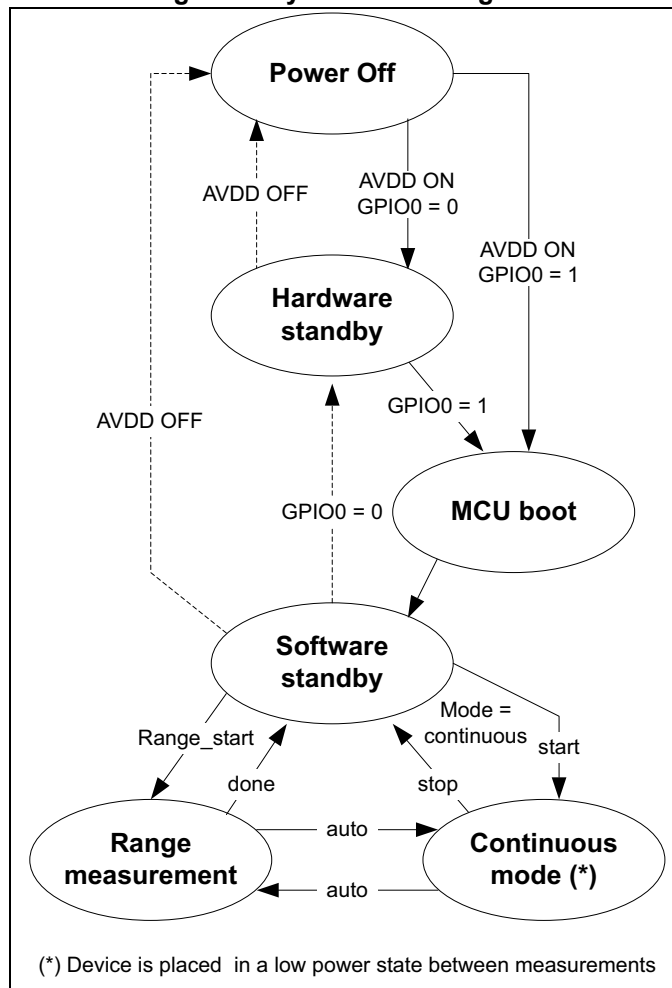 Power Off
AVDD OFF
AVDD ON
GPIO0 = 0
AVDD ON
GPIO0 = 1
Hardware
standby
AVDD OFF
GPIO0 = 1
GPIO0 = 0
MCU boot
Software
standby
Range_start
done
Mode =
continuous
start
stop
Range
measurement
auto
auto
Continuous
mode (*)
(*) Device is placed in a low power state between measurements